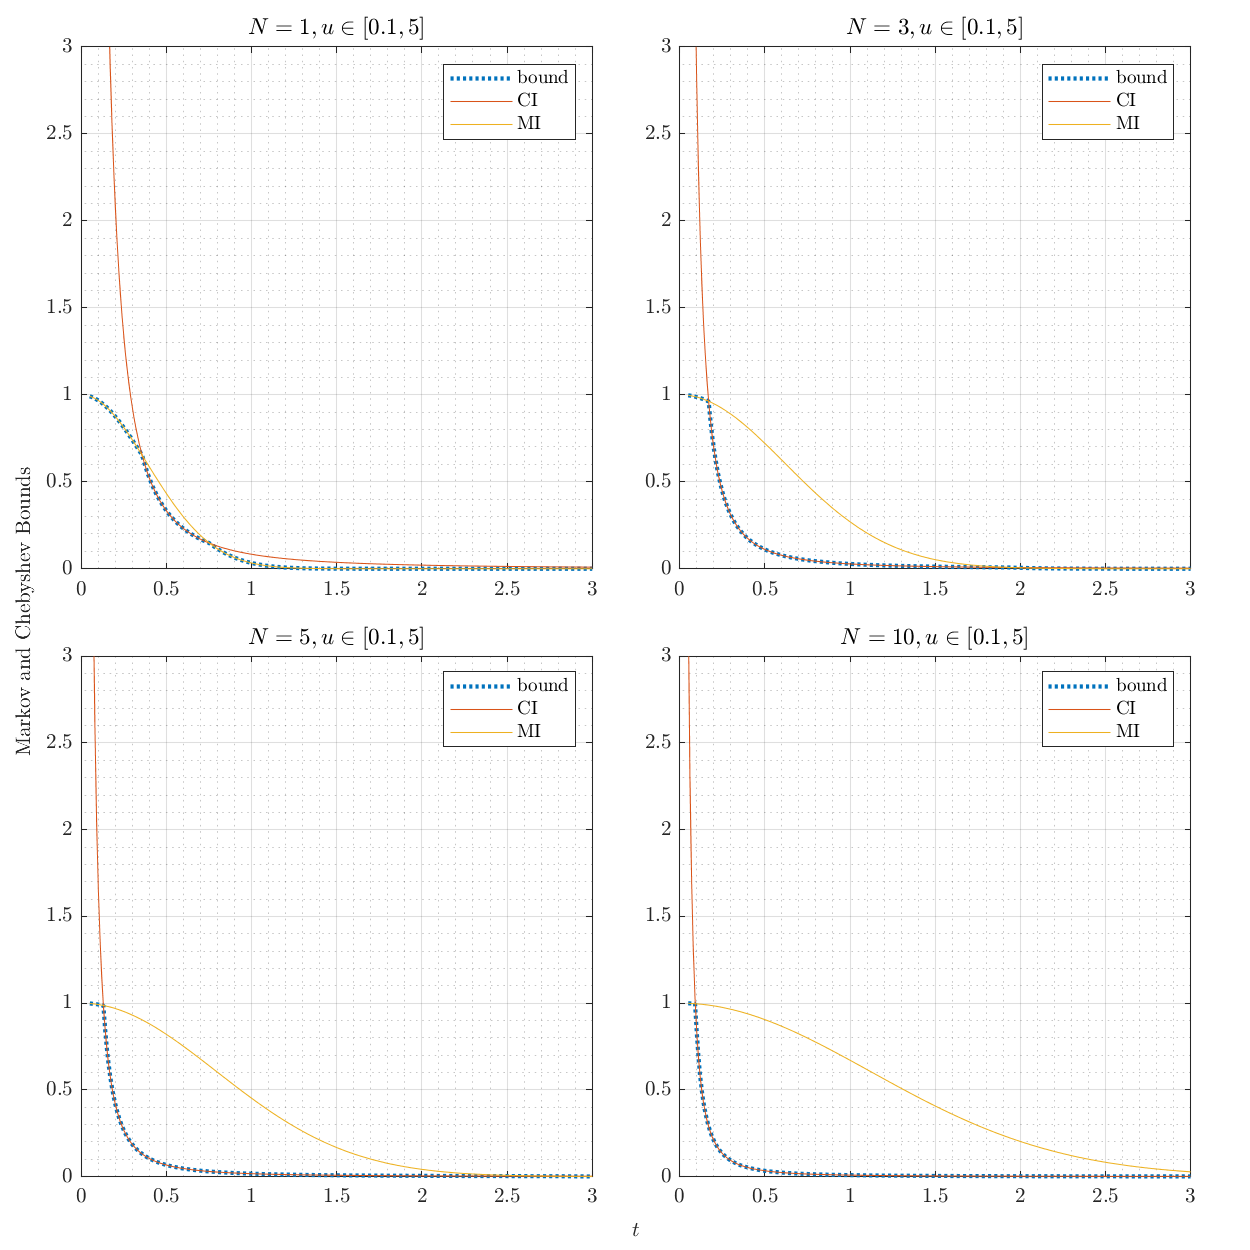 N = 1, u ∈ [0.1, 5]
3
2.5
2
1.5
1
0.5
0
0 0.5 1 1.5 2 2.5 3
bound
CI
MI
N = 3, u ∈ [0.1, 5]
3
2.5
2
1.5
1
0.5
0
0 0.5 1 1.5 2 2.5 3
bound
CI
MI
Markov and Chebyshev Bounds
N = 5, u ∈ [0.1, 5]
3
2.5
2
1.5
1
0.5
0
0 0.5 1 1.5 2 2.5 3
bound
CI
MI
N = 10, u ∈ [0.1, 5]
3
2.5
2
1.5
1
0.5
0
0 0.5 1 1.5 2 2.5 3
bound
CI
MI
t